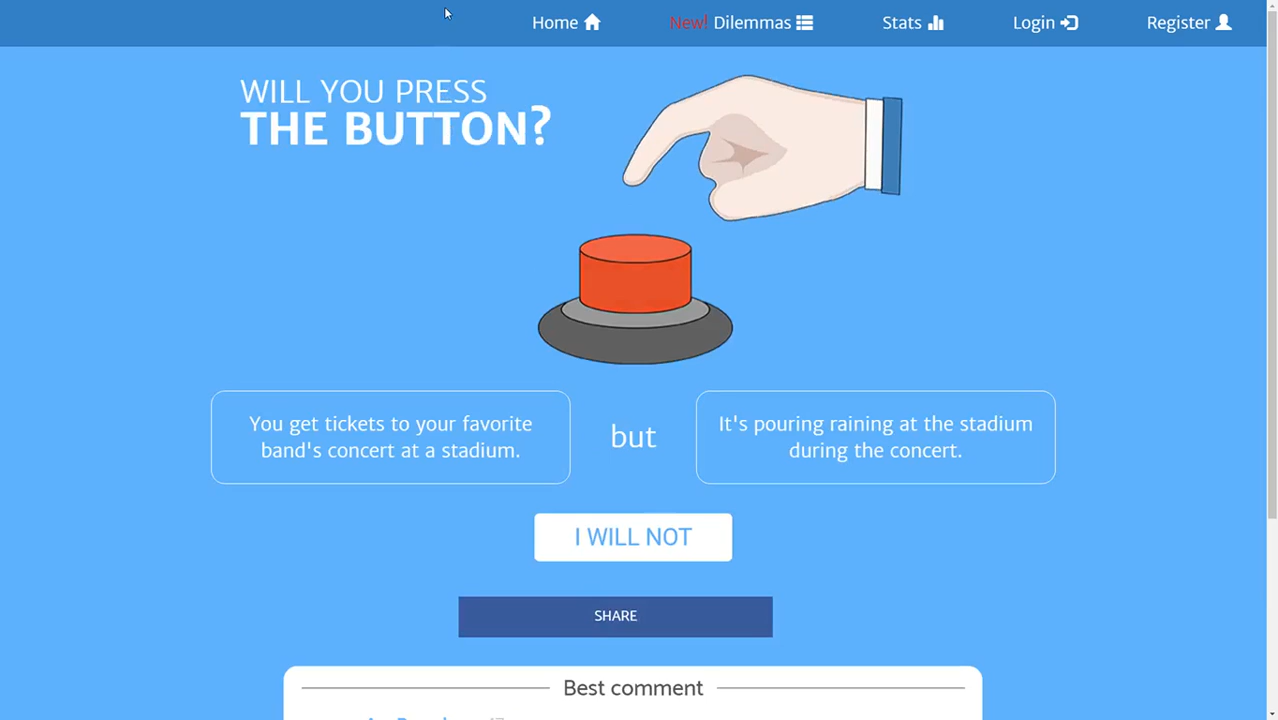 Home
New! Dilemmas
Stats
Login
Register
WILL YOU PRESS
THE BUTTON?
You get tickets to your favorite
band's concert at a stadium.
but
It's pouring raining at the stadium
during the concert.
I WILL NOT
SHARE
Best comment